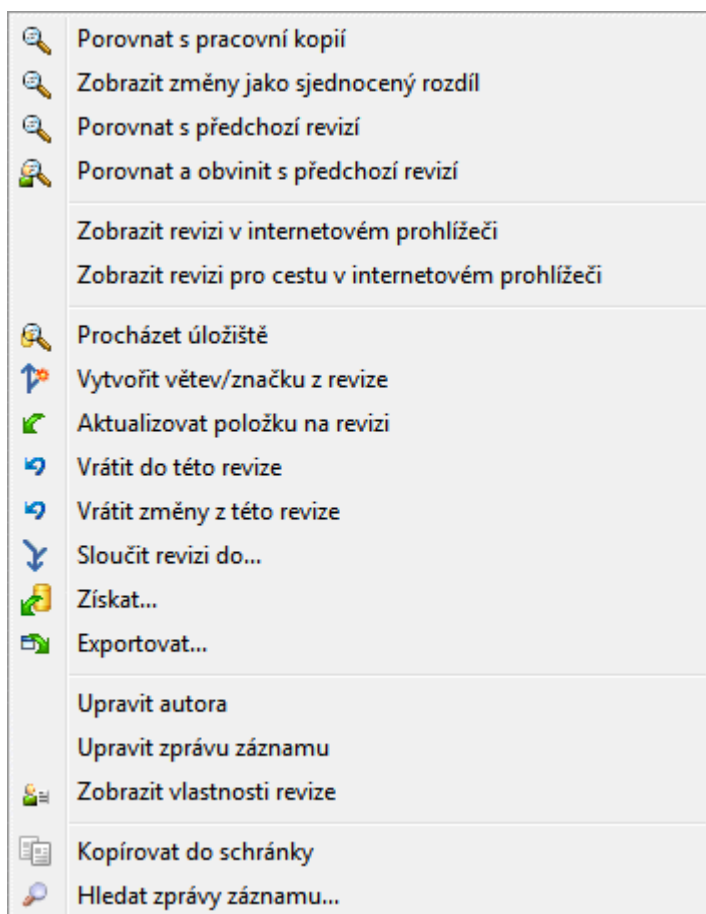 Porovnat s pracovní kopií
Zobrazit změny jako sjednocený rozdíl
Porovnat s předchozí revizí
Porovnat a obvinit s předchozí revizí
Zobrazit revizi v internetovém prohlížeči
Zobrazit revizi pro cestu v internetovém prohlížeči
Procházet úložiště
Vytvořit větev/značku z revize
Aktualizovat položku na revizi
Vrátit do této revize
Vrátit změny z této revize
Sloučit revizi do...
Získat...
Exportovat...
Upravit autora
Upravit zprávu záznamu
Zobrazit vlastnosti revize
Kopírovat do schránky
Hledat zprávy záznamu...